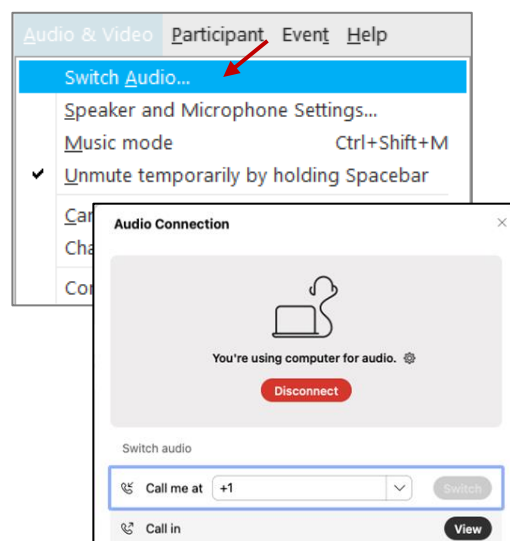 Audio & Video Participant Event Help
Switch Audio...
Speaker and Microphone Settings...
Music mode Ctrl+Shift+M
✔ Unmute temporarily by holding Spacebar
Audio Connection ×
You're using computer for audio.
Disconnect
Switch audio
Call me at +1 Switch
Call in View